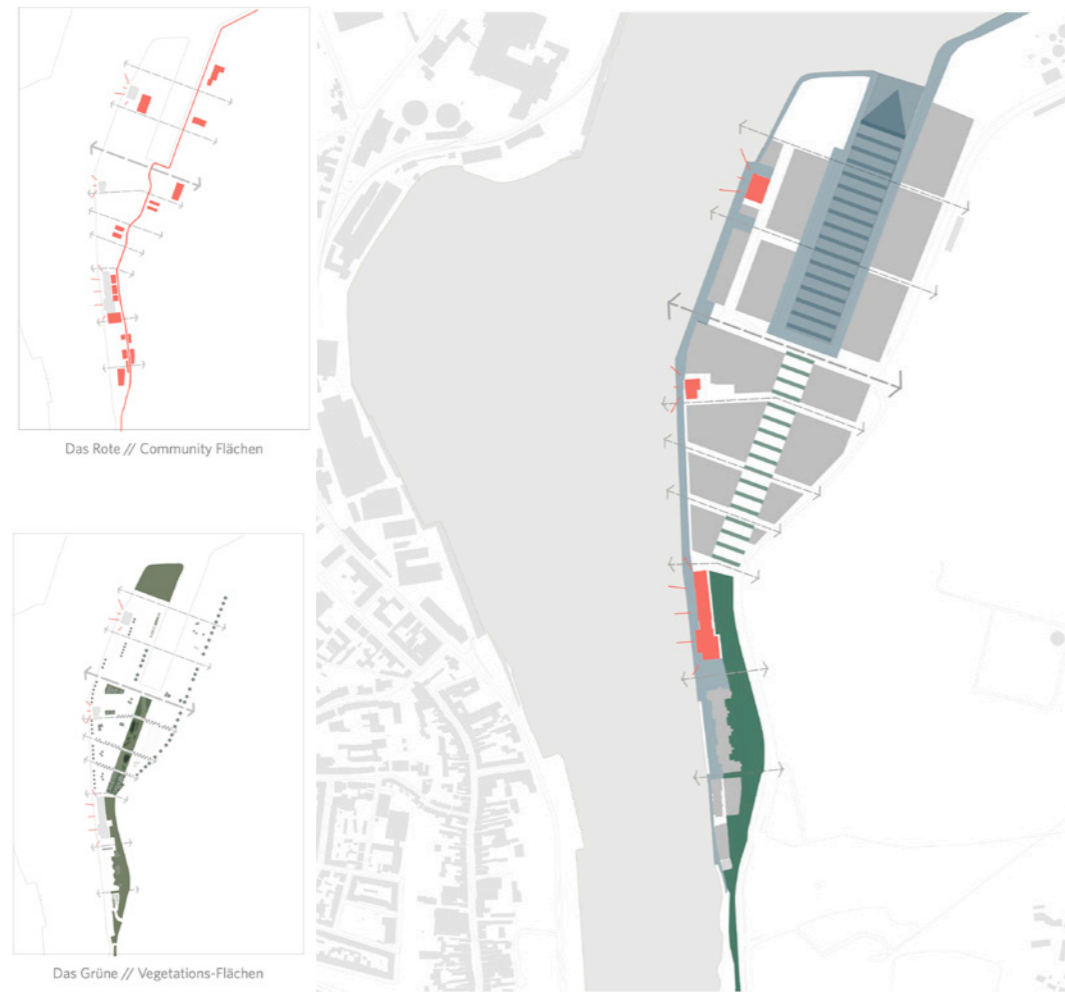 Das Rote // Community Flächen
Das Grüne // Vegetations-Flächen